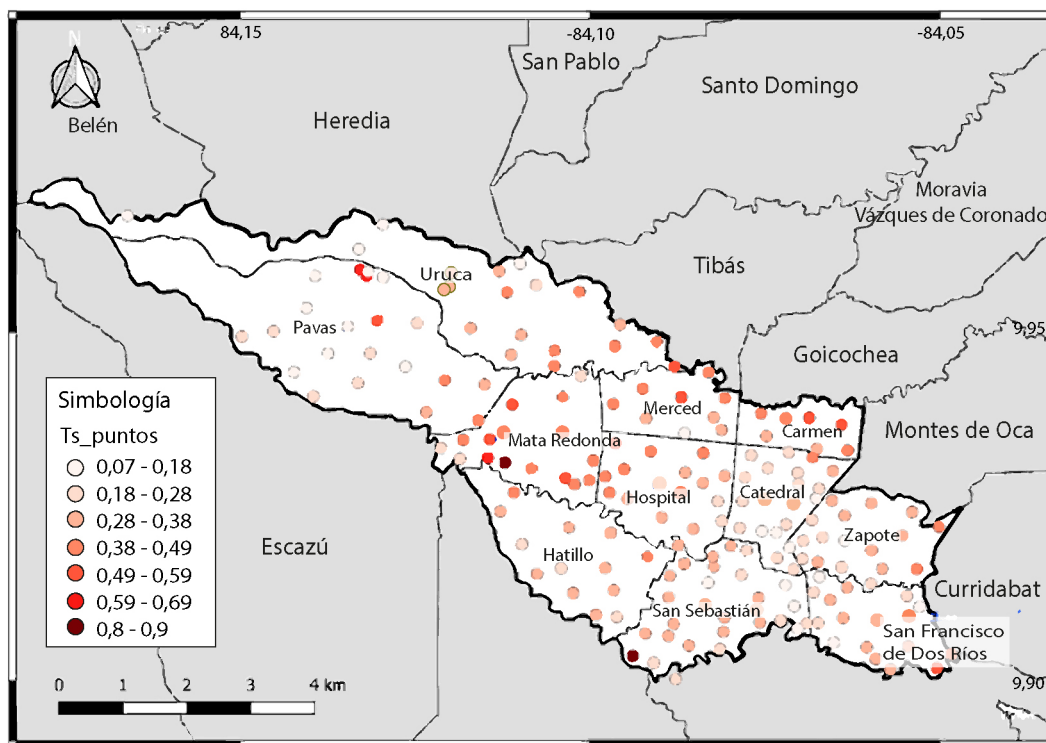 84,15
-84,10
-84,05
N
San Pablo
Santo Domingo
Belén
Heredia
Moravia
Vázques de Coronado
Tibás
Uruca
Pavas
9,95
Goicochea
Simbología
Merced
Carmen
Montes de Oca
Ts_puntos
Mata Redonda
0,07 - 0,18
0,18 - 0,28
Hospital
Catedral
0,28 - 0,38
Zapote
0,38 - 0,49
Escazú
Hatillo
0,49 - 0,59
Curridabat
0,59 - 0,69
San Sebastián
0,8 - 0,9
San Francisco
de Dos Ríos
0 1 2 3 4 km
9,90